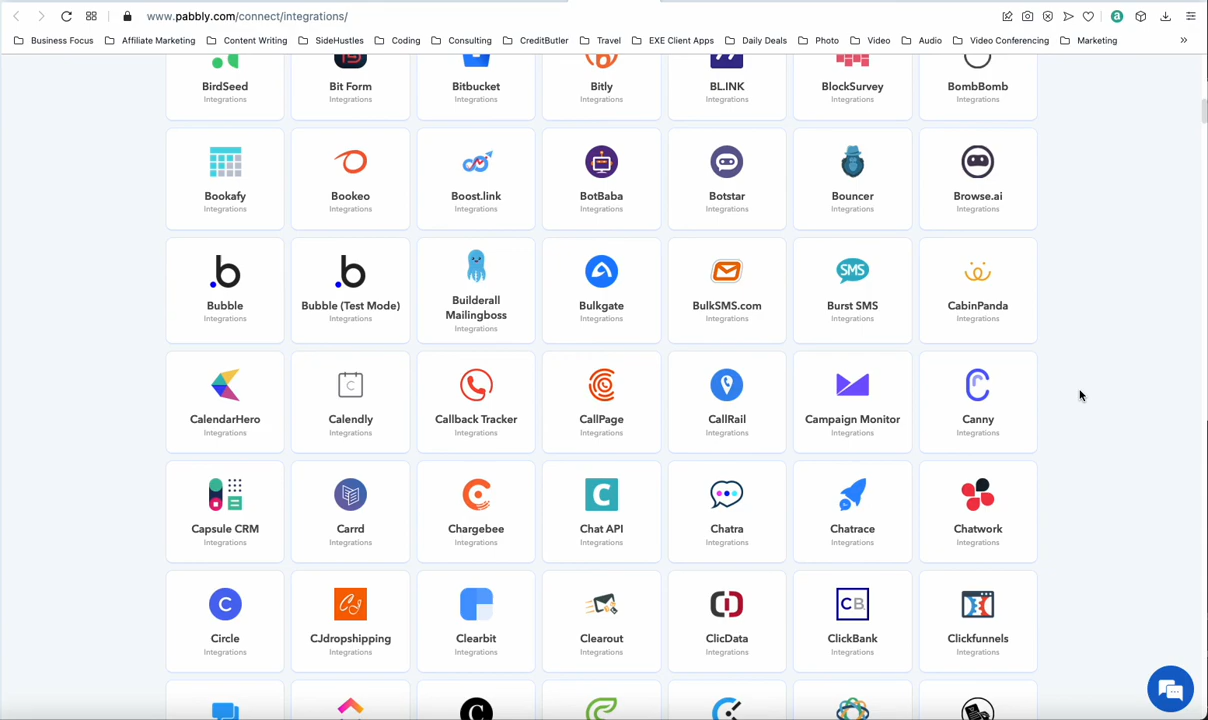 www.pabbly.com/connect/integrations/
Business Focus Affiliate Marketing Content Writing SideHustles Coding Consulting CreditButler Travel EXE Client Apps Daily Deals Photo Video Audio Video Conferencing Marketing »
BirdSeed Bit Form Bitbucket Bitly BL.INK BlockSurvey BombBomb
Integrations Integrations Integrations Integrations Integrations Integrations Integrations
Bookafy Bookeo Boost.link BotBaba Botstar Bouncer Browse.ai
Integrations Integrations Integrations Integrations Integrations Integrations Integrations
SMS
Bubble Bubble (Test Mode) Builderall Mailingboss Bulkgate BulkSMS.com Burst SMS CabinPanda
Integrations Integrations Integrations Integrations Integrations Integrations Integrations
C
CalendarHero Calendly Callback Tracker CallPage CallRail Campaign Monitor Canny
Integrations Integrations Integrations Integrations Integrations Integrations Integrations
C
Capsule CRM Carrd Chargebee Chat API Chatra Chatrace Chatwork
Integrations Integrations Integrations Integrations Integrations Integrations Integrations
C CJ CB
Circle CJdropshipping Clearbit Clearout ClicData ClickBank Clickfunnels
Integrations Integrations Integrations Integrations Integrations Integrations Integrations